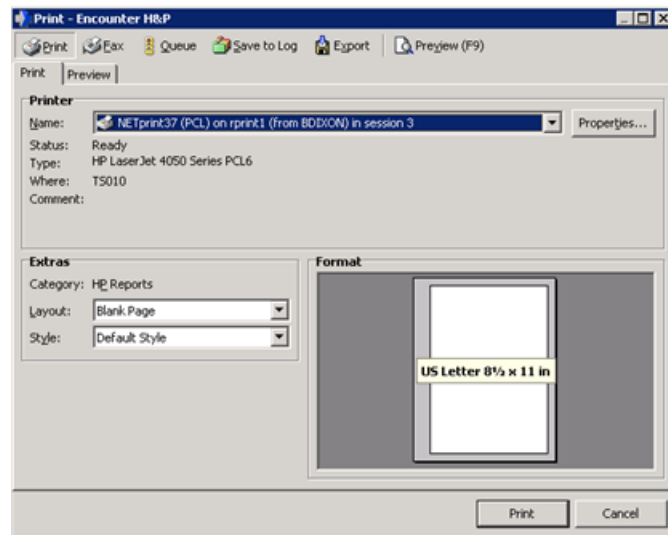 Print - Encounter H&P
Print Fax Queue Save to Log Export Preview (F9)
Print Preview
Printer
Name: NETprint37 (PCL) on rprint1 (from BDIXON) in session 3 Properties...
Status: Ready
Type: HP LaserJet 4050 Series PCL6
Where: TS010
Comment:
Extras
Category: HP Reports
Layout: Blank Page
Style: Default Style
Format
US Letter 8½ x 11 in
Print Cancel